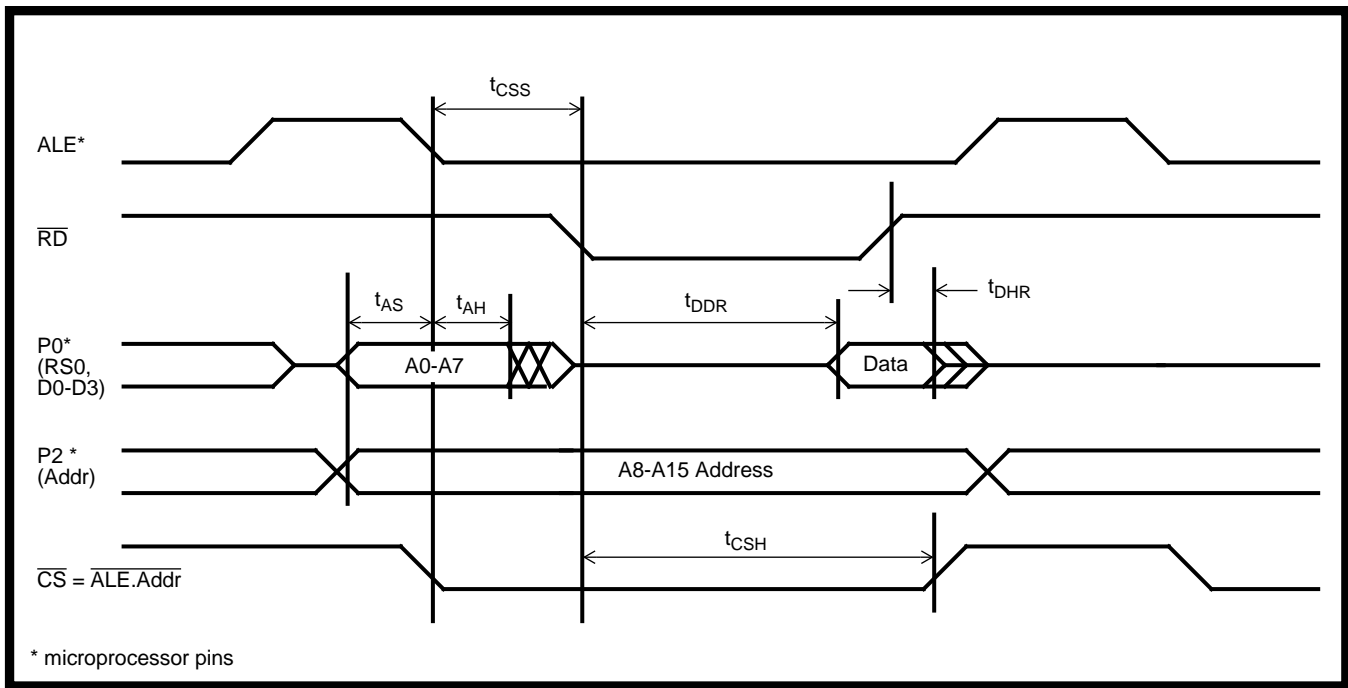 tCSS
ALE*
RD
tAS
tAH
tDDR
tDHR
P0*
(RS0,
D0-D3)
A0-A7
Data
P2 *
(Addr)
A8-A15 Address
tCSH
CS = ALE.Addr
* microprocessor pins